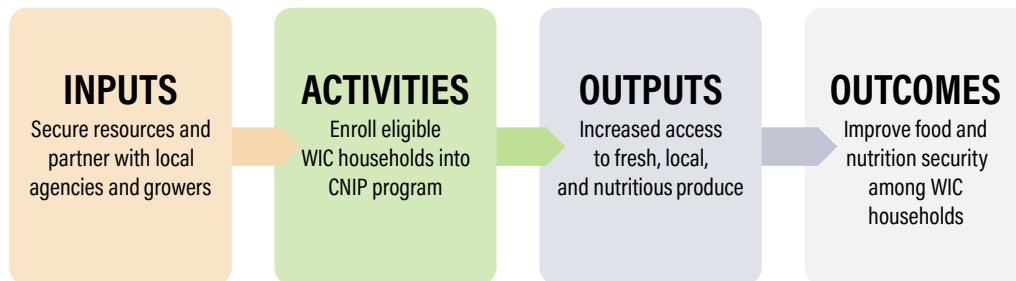 INPUTS
Secure resources and
partner with local
agencies and growers
ACTIVITIES
Enroll eligible
WIC households into
CNIP program
OUTPUTS
Increased access
to fresh, local,
and nutritious produce
OUTCOMES
Improve food and
nutrition security
among WIC
households